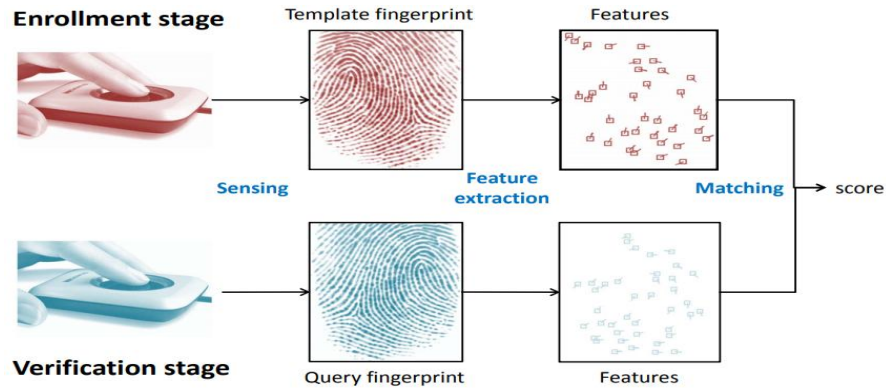 Enrollment stage
Template fingerprint
Features
Sensing
Feature
extraction
Matching
score
Verification stage
Query fingerprint
Features